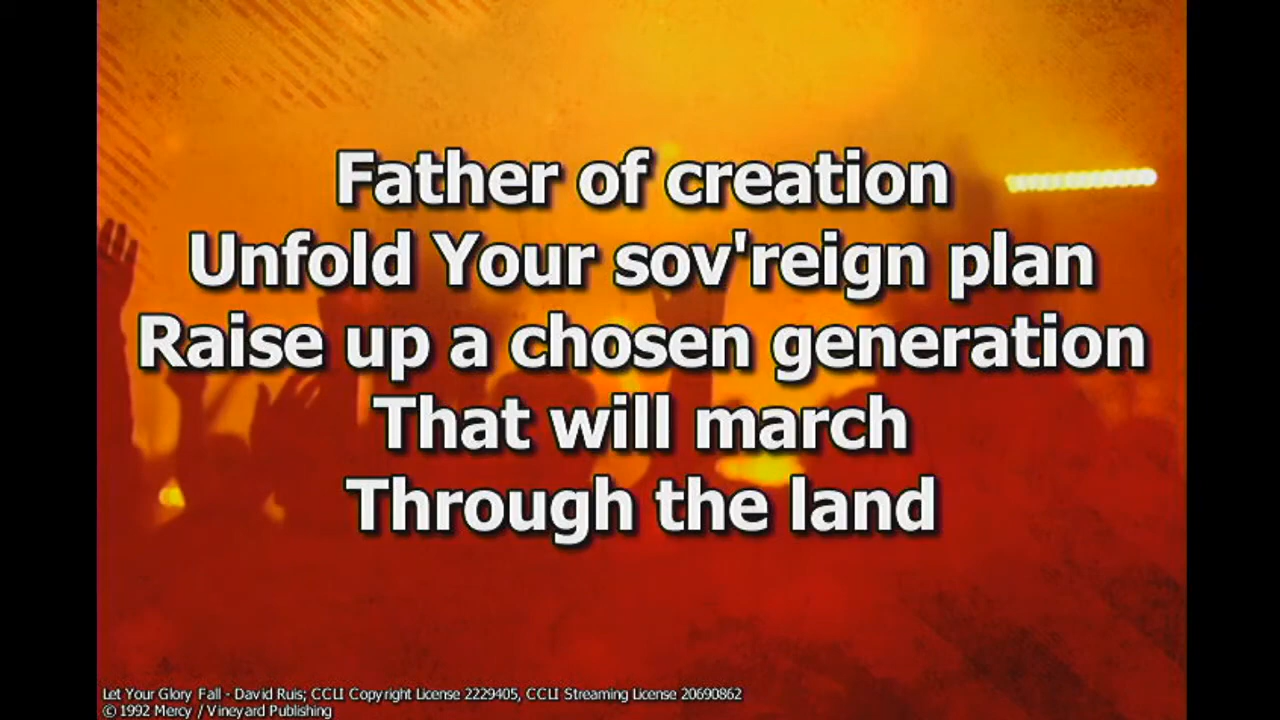 Father of creation
Unfold Your sov'reign plan
Raise up a chosen generation
That will march
Through the land
Let Your Glory Fall - David Ruis; CCLI Copyright License 2229405, CCLI Streaming License 20690862
© 1992 Mercy / Vineyard Publishing